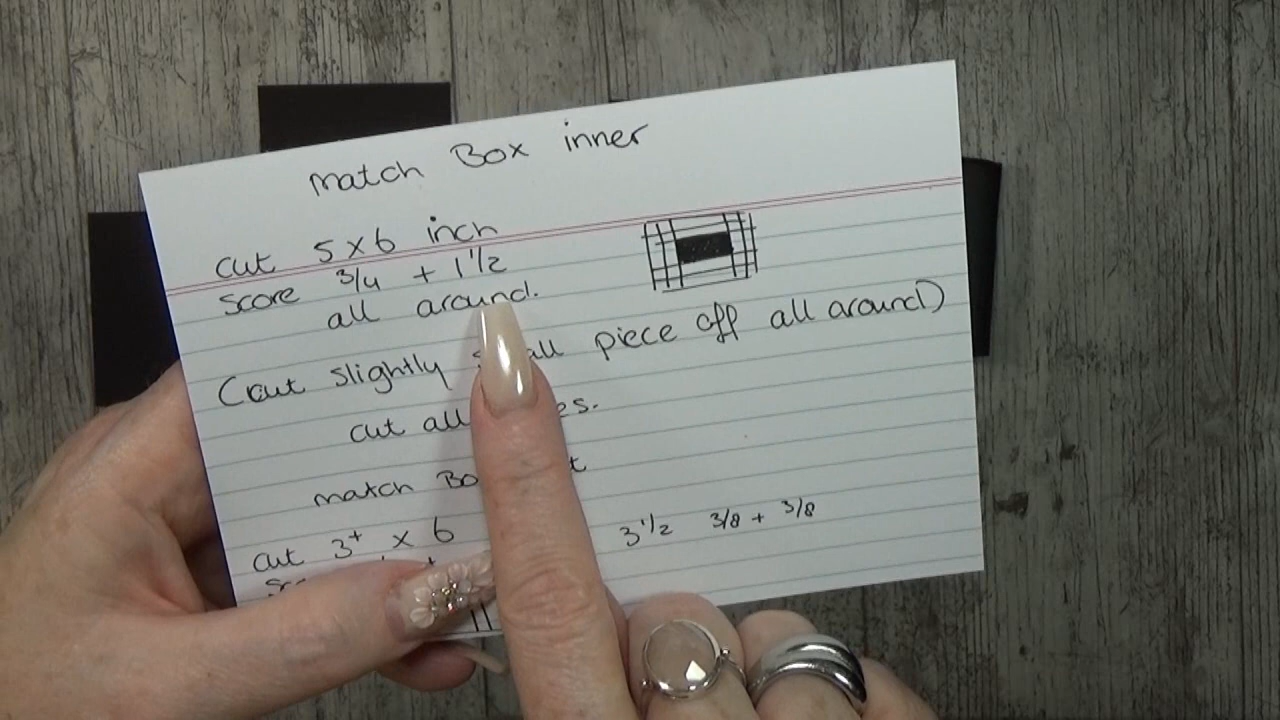 match Box inner
cut 5 x 6 inch
score 3/4 + 1 1/2
all around.
(cut slightly piece off all around)
cut all
match
cut 3+ x 6 3 1/2 3/8 + 3/8